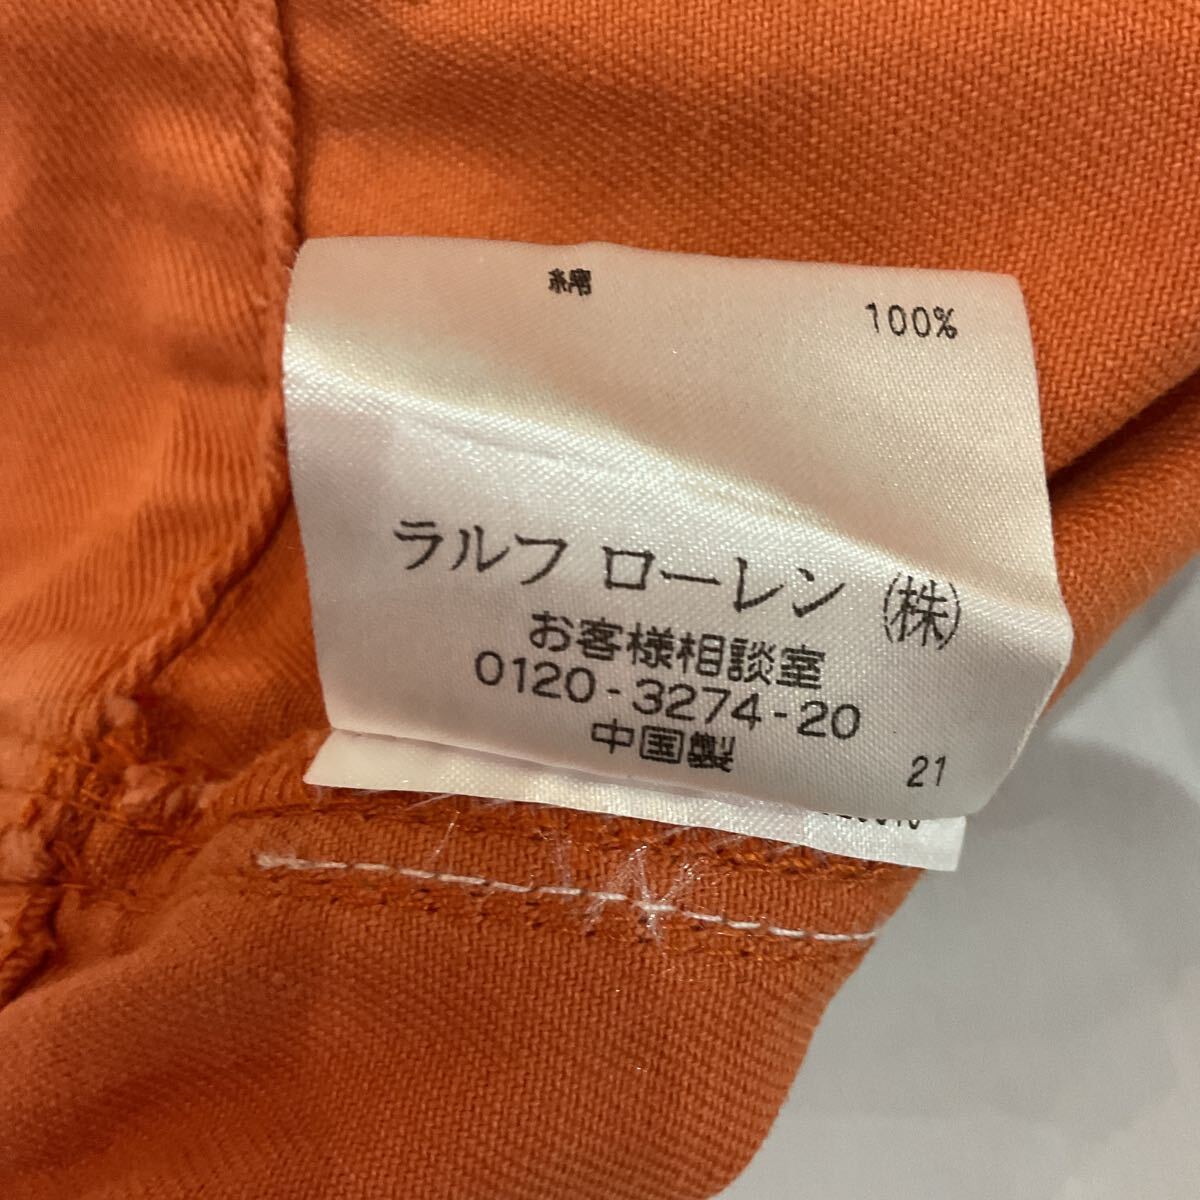 綿 100%
ラルフ ローレン (株)
お客様相談室
0120-3274-20
中国製
21